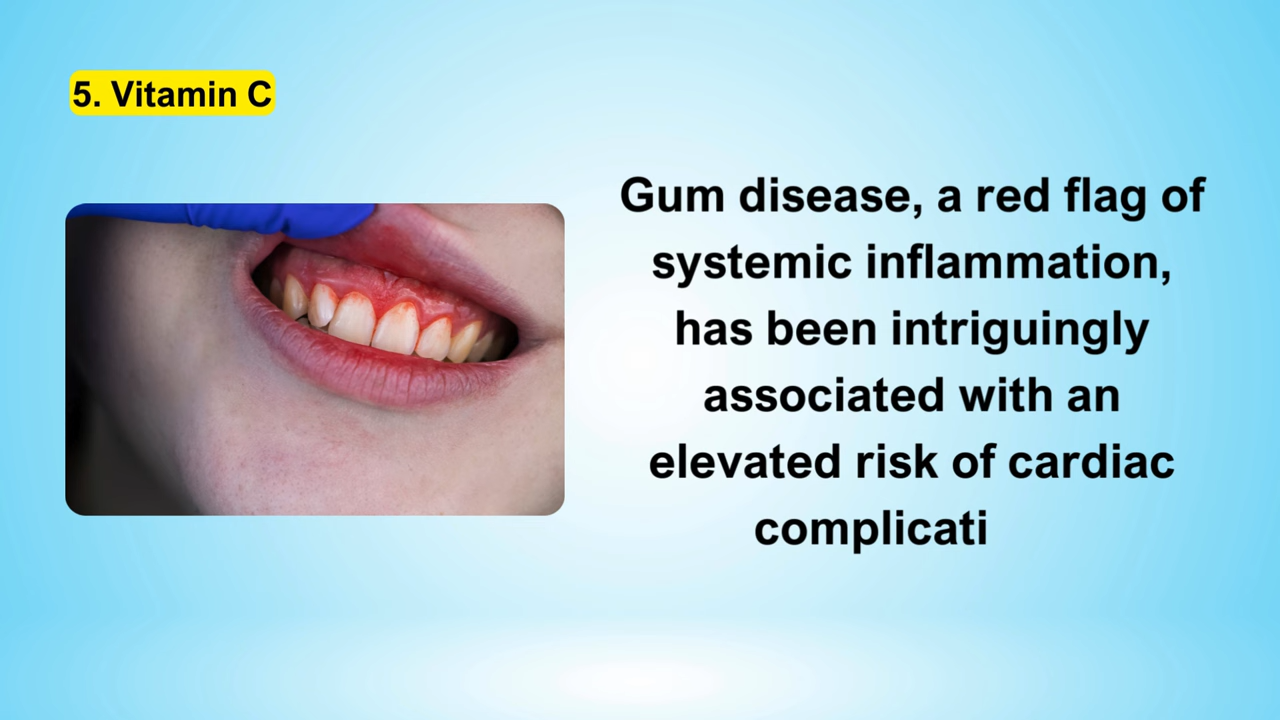 5. Vitamin C
Gum disease, a red flag of
systemic inflammation,
has been intriguingly
associated with an
elevated risk of cardiac
complicati